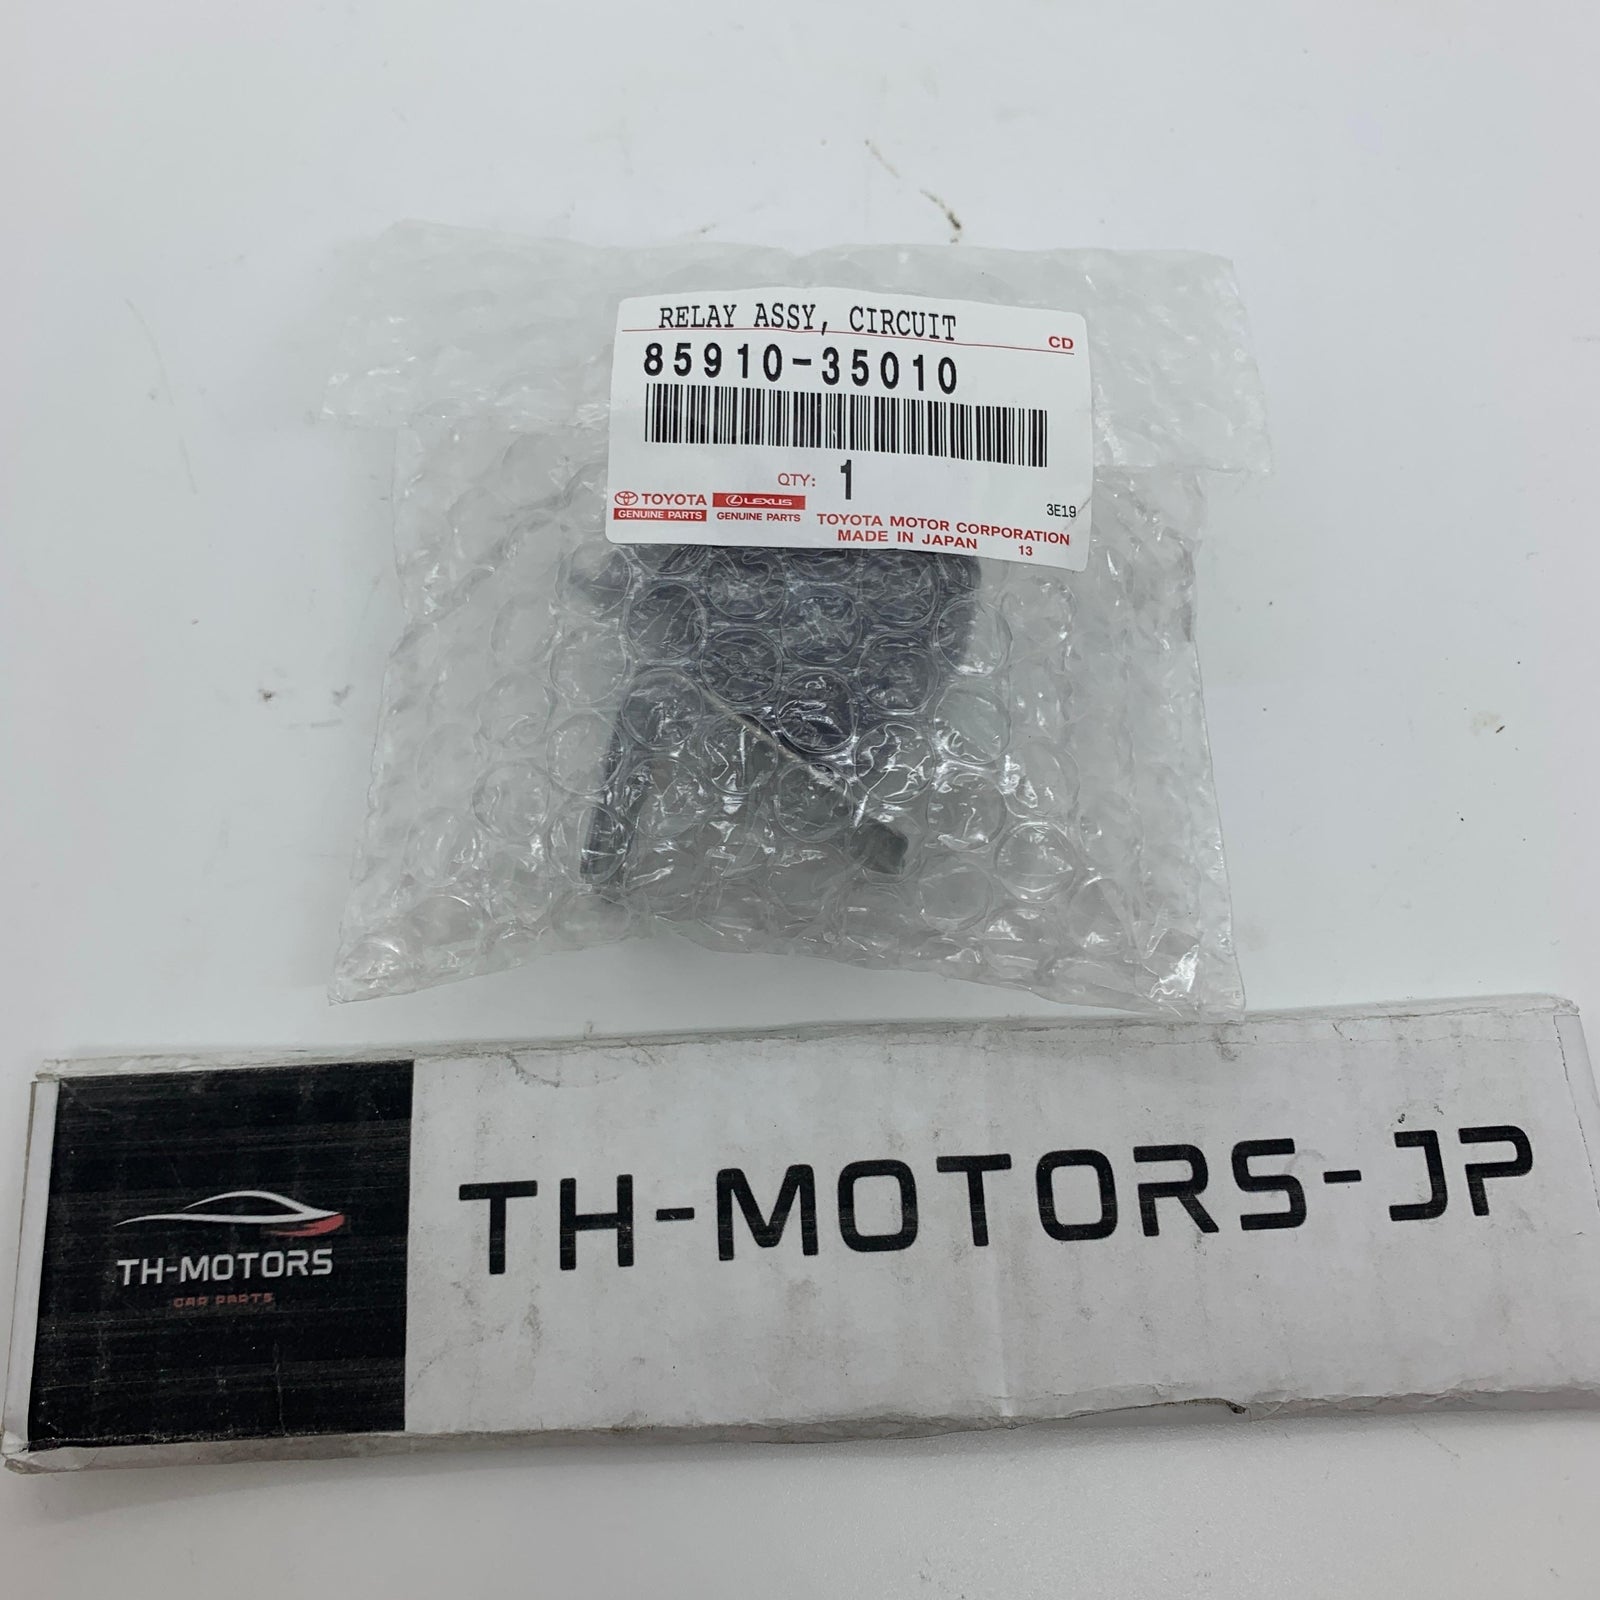 RELAY ASSY, CIRCUIT
CD
85910-35010
QTY: 1
TOYOTA
GENUINE PARTS
LEXUS
GENUINE PARTS
3E19
TOYOTA MOTOR CORPORATION
MADE IN JAPAN 13
TH-MOTORS
CAR PARTS
TH-MOTORS-JP